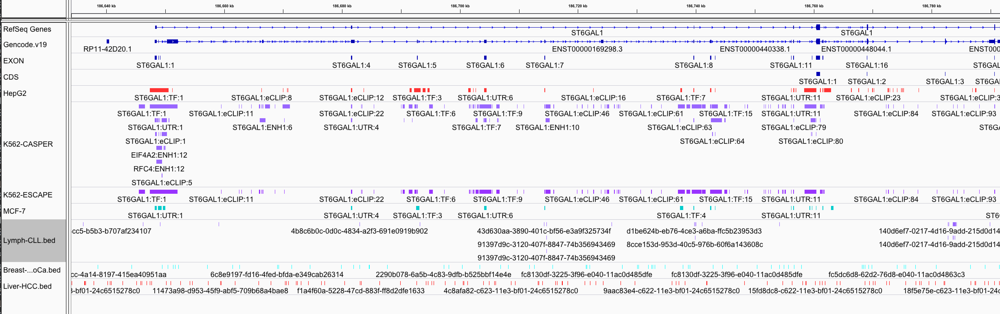 186,640 kb 186,660 kb 186,680 kb 186,700 kb 186,720 kb 186,740 kb 186,760 kb 186,780 kb
RefSeq Genes
ST6GAL1 ST6GAL1
Gencode.v19
RP11-42D20.1 ENST00000169298.3 ENST00000440338.1 ENST00000448044.1 ENST000
EXON
ST6GAL1:1 ST6GAL1:4 ST6GAL1:5 ST6GAL1:6 ST6GAL1:7 ST6GAL1:8 ST6GAL1:11 ST6GAL1:16 ST6GAL
CDS
ST6GAL1:1 ST6GAL1:2 ST6GAL1:3 ST6GA
HepG2
ST6GAL1:TF:1 ST6GAL1:eCLIP:8 ST6GAL1:eCLIP:12 ST6GAL1:TF:3 ST6GAL1:UTR:6 ST6GAL1:eCLIP:16 ST6GAL1:TF:7 ST6GAL1:UTR:11 ST6GAL1:eCLIP:23 ST6GAL1:eCLIP:3
ST6GAL1:TF:1 ST6GAL1:eCLIP:11 ST6GAL1:eCLIP:22 ST6GAL1:TF:6 ST6GAL1:TF:9 ST6GAL1:eCLIP:46 ST6GAL1:eCLIP:61 ST6GAL1:TF:15 ST6GAL1:UTR:11 ST6GAL1:eCLIP:84 ST6GAL1:eCLIP:93
ST6GAL1:UTR:1 ST6GAL1:ENH1:6 ST6GAL1:UTR:4 ST6GAL1:TF:7 ST6GAL1:ENH1:10 ST6GAL1:eCLIP:63 ST6GAL1:eCLIP:79 ST6GA
ST6GAL1:eCLIP:1 ST6GAL1:eCLIP:64 ST6GAL1:eCLIP:80
K562-CASPER
EIF4A2:ENH1:12
RFC4:ENH1:12
ST6GAL1:eCLIP:5
K562-ESCAPE
ST6GAL1:TF:1 ST6GAL1:eCLIP:11 ST6GAL1:eCLIP:22 ST6GAL1:TF:6 ST6GAL1:TF:9 ST6GAL1:eCLIP:46 ST6GAL1:eCLIP:61 ST6GAL1:TF:15 ST6GAL1:UTR:11 ST6GAL1:eCLIP:84 ST6GAL1:eCLIP:93
MCF-7
ST6GAL1:UTR:1 ST6GAL1:UTR:4 ST6GAL1:TF:3 ST6GAL1:UTR:6 ST6GAL1:TF:4 ST6GAL1:UTR:11 ST6
cc5-b5b3-b707af234107 4b8c6b0c-0d0c-4834-a2f3-691e0919b902 43d630aa-3890-401c-bf56-e3a9f325734f d1be624b-eb76-4ce3-a6ba-ffc5b23953d3 140d6ef7-0217-4d16-9add-215d0d14
Lymph-CLL.bed
91397d9c-3120-407f-8847-74b356943469 8cce153d-953d-40c5-976b-60f6a143608c 140d6ef7-0217-4d16-9add-215d0d14
91397d9c-3120-407f-8847-74b356943469
Breast-...oCa.bed
cc-4a14-8197-415ea40951aa 6c8e9197-fd16-4fed-bfda-e349cab26314 2290b078-6a5b-4c83-9dfb-b525bbf14e4e fc8130df-3225-3f96-e040-11ac0d485dfe fc8130df-3225-3f96-e040-11ac0d485dfe fc5dc6d8-62d2-76d8-e040-11ac0d4863c3
Liver-HCC.bed
-bf01-24c6515278c0 11473a98-d953-45f9-abf5-709b68a4bae8 f1a4f60a-5228-47cd-883f-ff8d2dfe1633 4c8afa82-c623-11e3-bf01-24c6515278c0 9aac83e4-c622-11e3-bf01-24c6515278c0 15fd8dc8-c622-11e3-bf01-24c6515278c0 18f5e75e-c623-11e3-bf01-24c